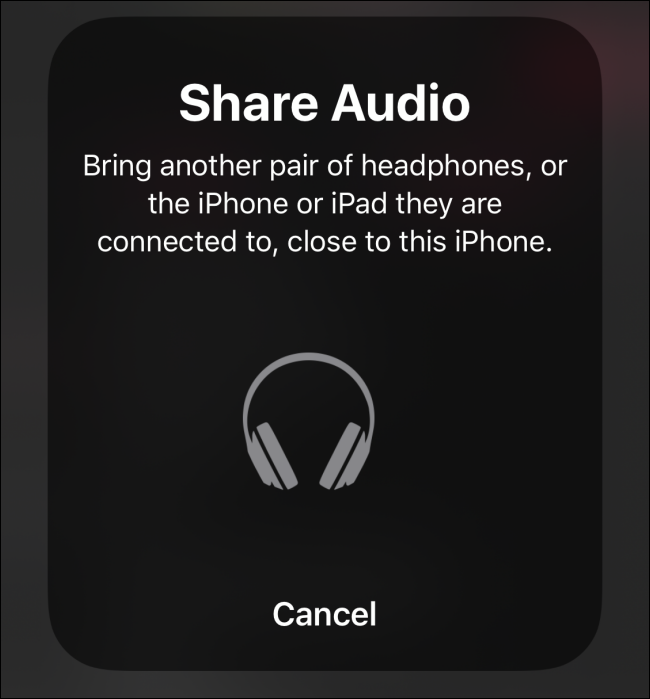 Share Audio
Bring another pair of headphones, or
the iPhone or iPad they are
connected to, close to this iPhone.
Cancel